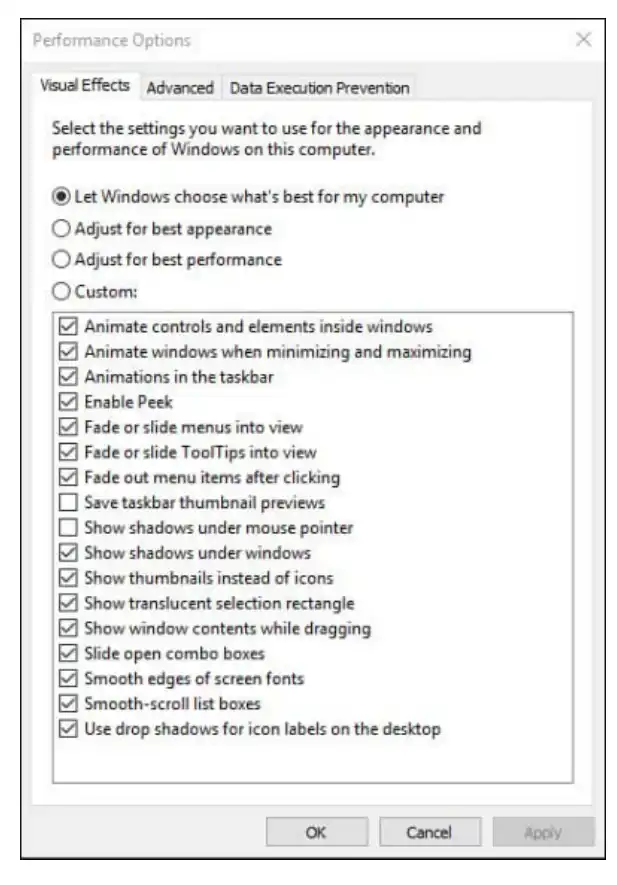 Performance Options
Visual Effects
Advanced
Data Execution Prevention
Select the settings you want to use for the appearance and
performance of Windows on this computer.
Let Windows choose what's best for my computer
Adjust for best appearance
Adjust for best performance
Custom:
Animate controls and elements inside windows
Animate windows when minimizing and maximizing
Animations in the taskbar
Enable Peek
Fade or slide menus into view
Fade or slide ToolTips into view
Fade out menu items after clicking
Save taskbar thumbnail previews
Show shadows under mouse pointer
Show shadows under windows
Show thumbnails instead of icons
Show translucent selection rectangle
Show window contents while dragging
Slide open combo boxes
Smooth edges of screen fonts
Smooth-scroll list boxes
Use drop shadows for icon labels on the desktop
OK
Cancel
Apply